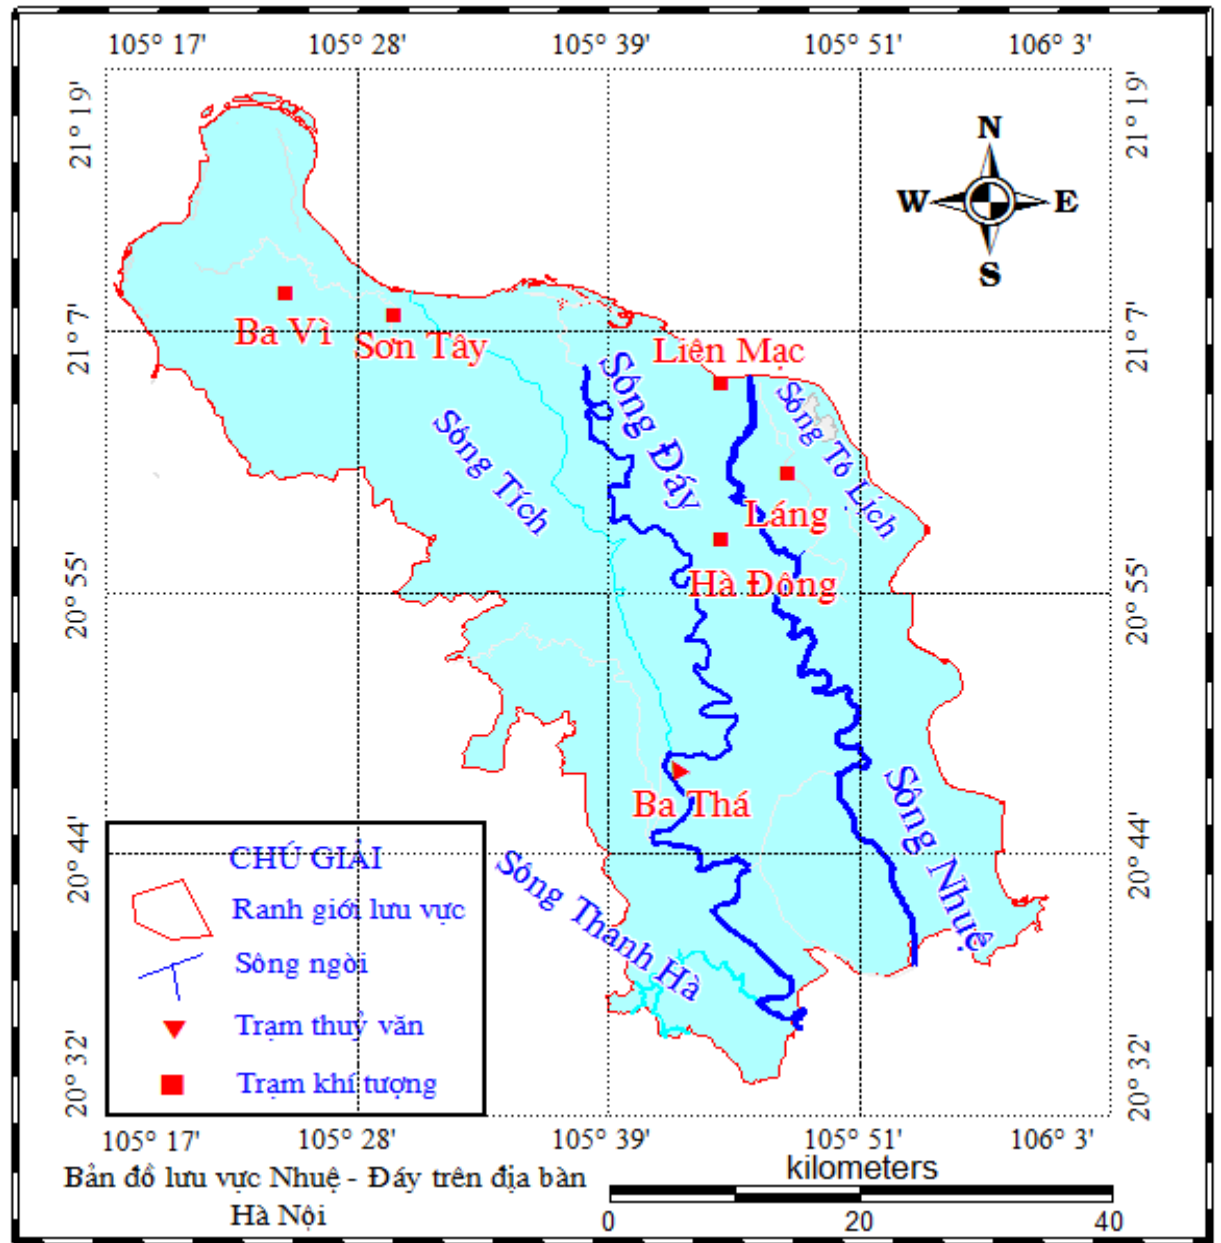 105° 17' 105° 28' 105° 39' 105° 51' 106° 3'
21° 19' 21° 19'
N
W E
S
21° 7' 21° 7'
Ba Vì
Sơn Tây
Liên Mạc
Sông Đáy
Sông Tô Lịch
Sông Tích
Láng
Hà Đông
20° 55' 20° 55'
Ba Thá
Sông Nhuệ
20° 44' 20° 44'
Sông Thanh Hà
CHÚ GIẢI
Ranh giới lưu vực
Sông ngòi
Trạm thuỷ văn
Trạm khí tượng
20° 32' 20° 32'
105° 17' 105° 28' 105° 39' 105° 51' 106° 3'
Bản đồ lưu vực Nhuệ - Đáy trên địa bàn
Hà Nội
kilometers
0 20 40